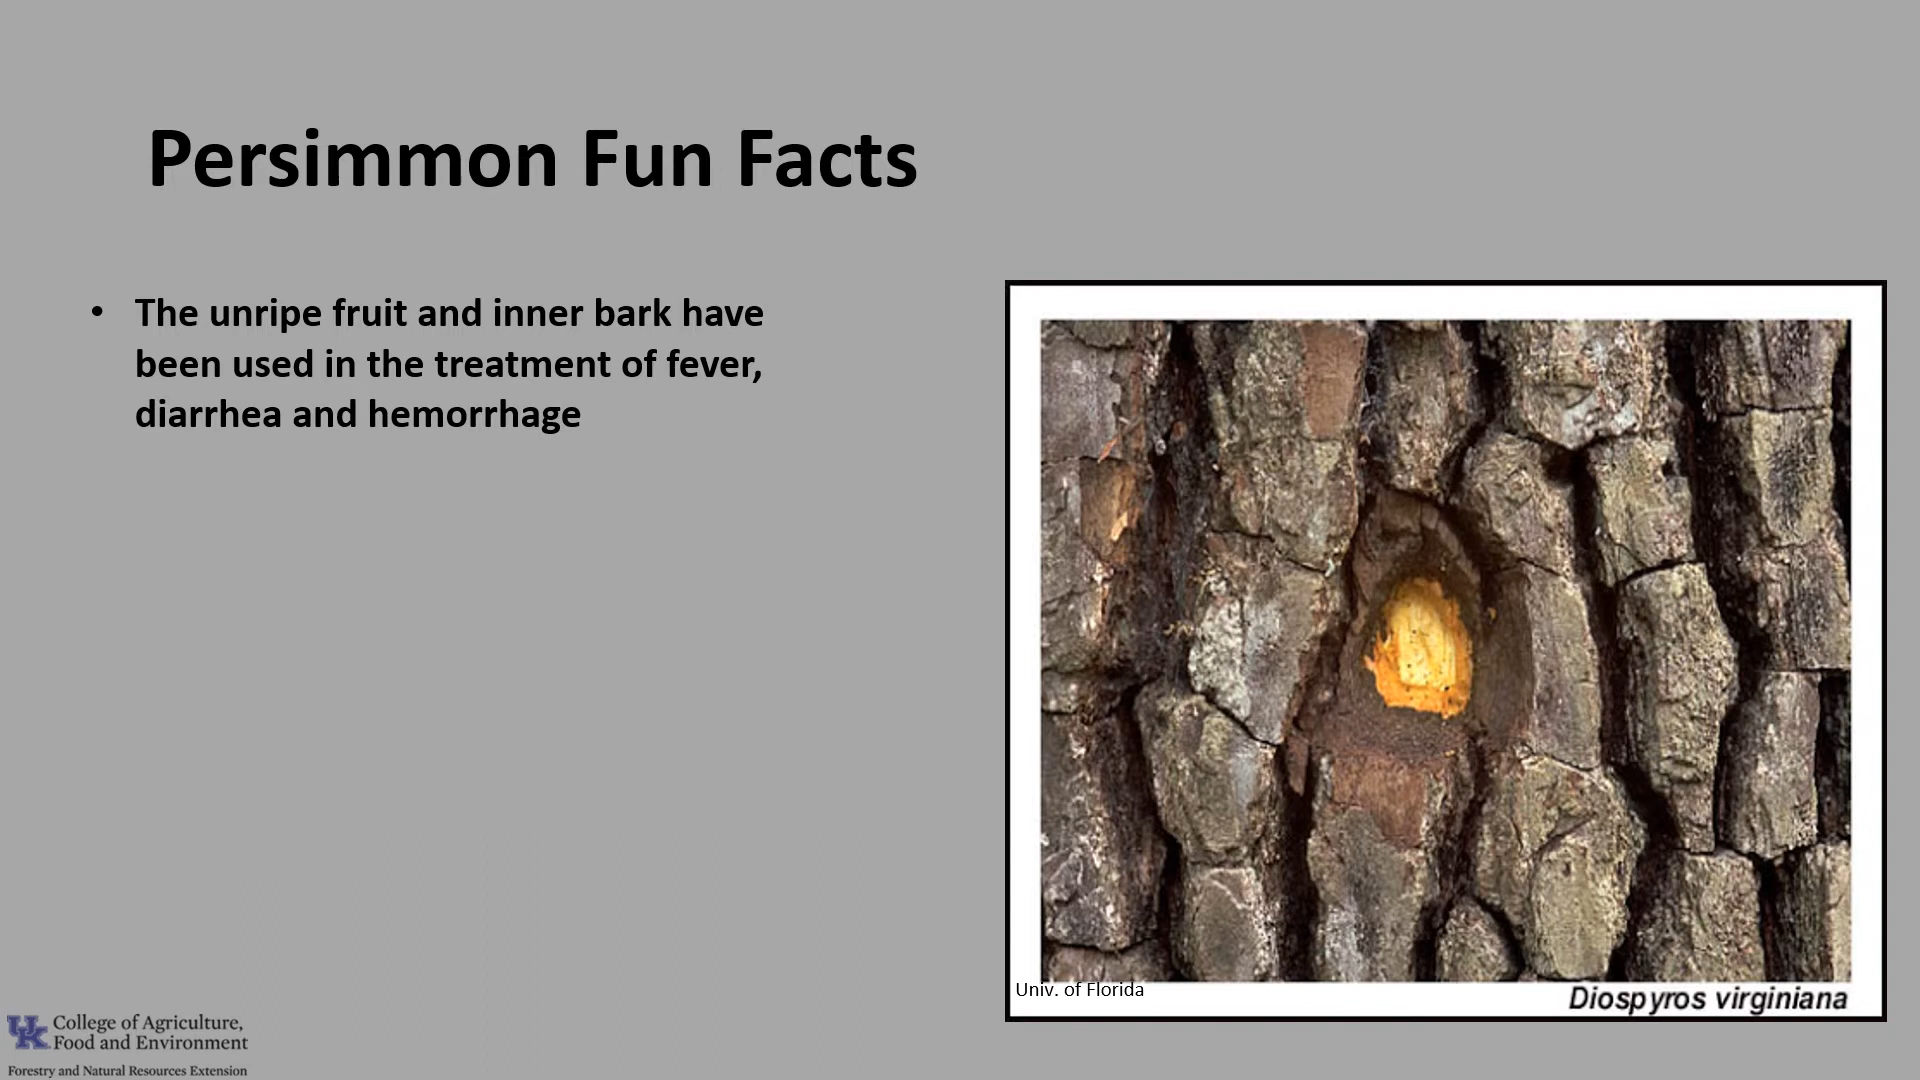 Persimmon Fun Facts
• The unripe fruit and inner bark have
been used in the treatment of fever,
diarrhea and hemorrhage
Univ. of Florida
Diospyros virginiana
UK College of Agriculture,
Food and Environment
Forestry and Natural Resources Extension